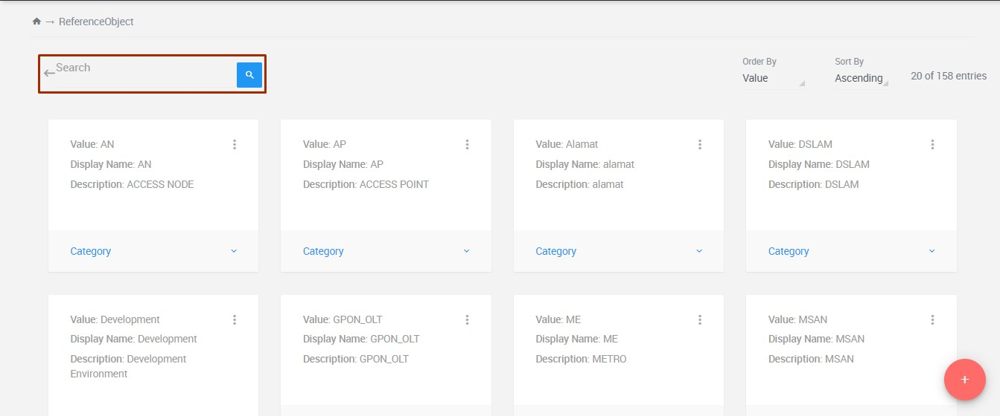 → ReferenceObject
Search
Order By
Value
Sort By
Ascending
20 of 158 entries
Value: AN
Display Name: AN
Description: ACCESS NODE
Category
Value: AP
Display Name: AP
Description: ACCESS POINT
Category
Value: Alamat
Display Name: alamat
Description: alamat
Category
Value: DSLAM
Display Name: DSLAM
Description: DSLAM
Category
Value: Development
Display Name: Development
Description: Development
Environment
Value: GPON_OLT
Display Name: GPON_OLT
Description: GPON_OLT
Value: ME
Display Name: ME
Description: METRO
Value: MSAN
Display Name: MSAN
Description: MSAN
+